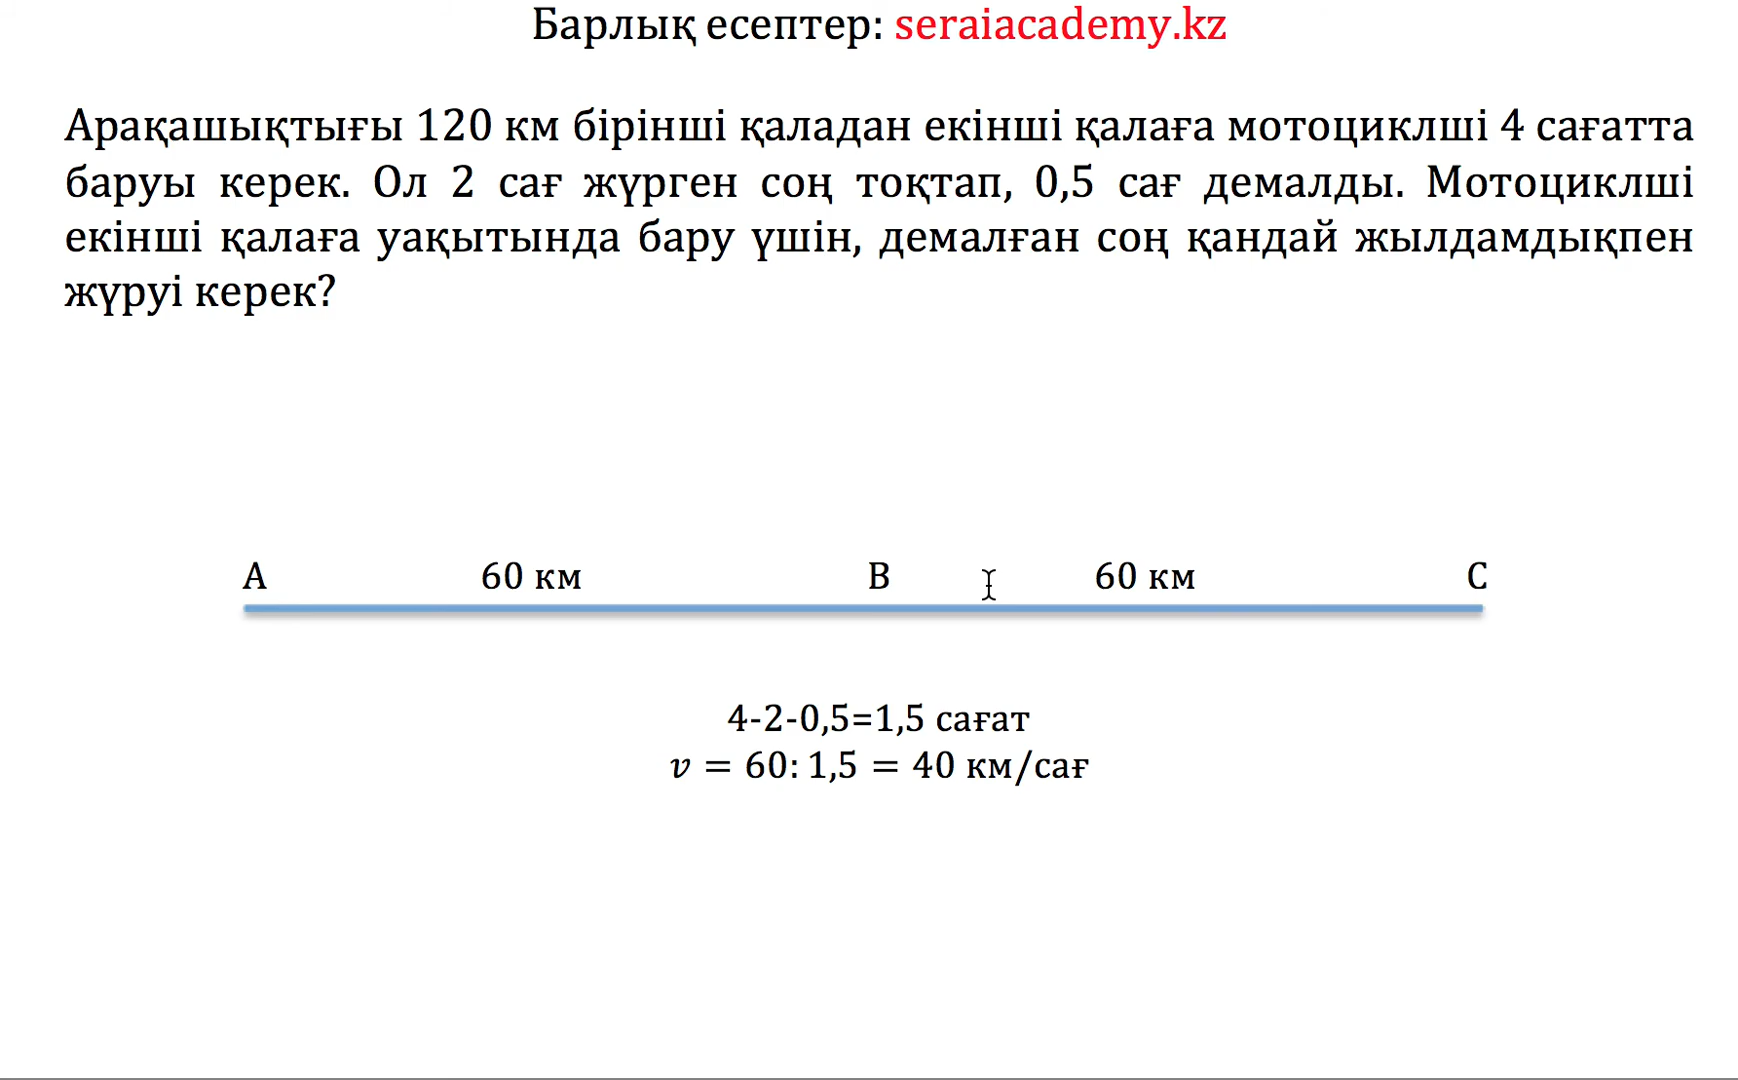 Барлық есептер: seraiacademy.kz
Арақашықтығы 120 км бірінші қаладан екінші қалаға мотоциклші 4 сағатта
баруы керек. Ол 2 сағ жүрген соң тоқтап, 0,5 сағ демалды. Мотоциклші
екінші қалаға уақытында бару үшін, демалған соң қандай жылдамдықпен
жүруі керек?
А 60 км В 60 км С
4-2-0,5=1,5 сағат
𝑣 = 60: 1,5 = 40 км/сағ